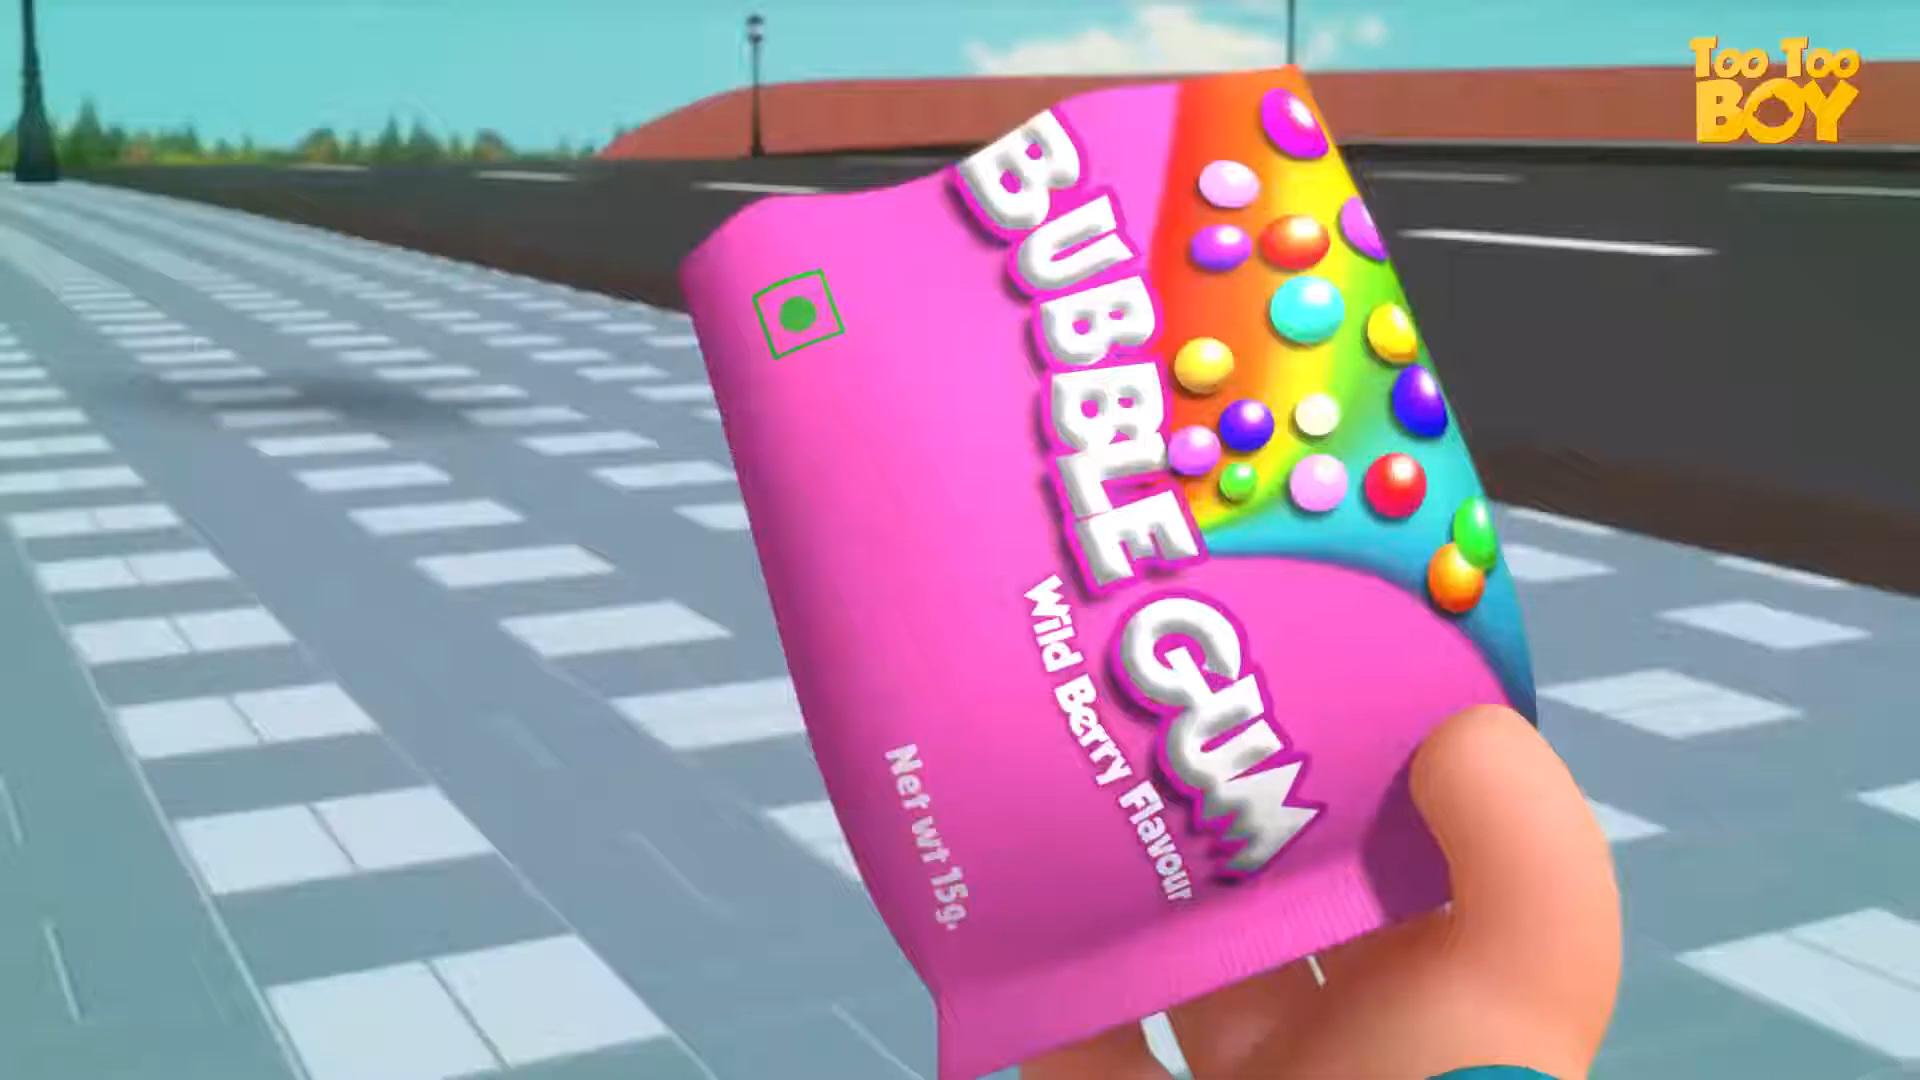 TOO TOO
BOY
BUBBLE GUM
Wild Berry Flavour
Net wt 15g.